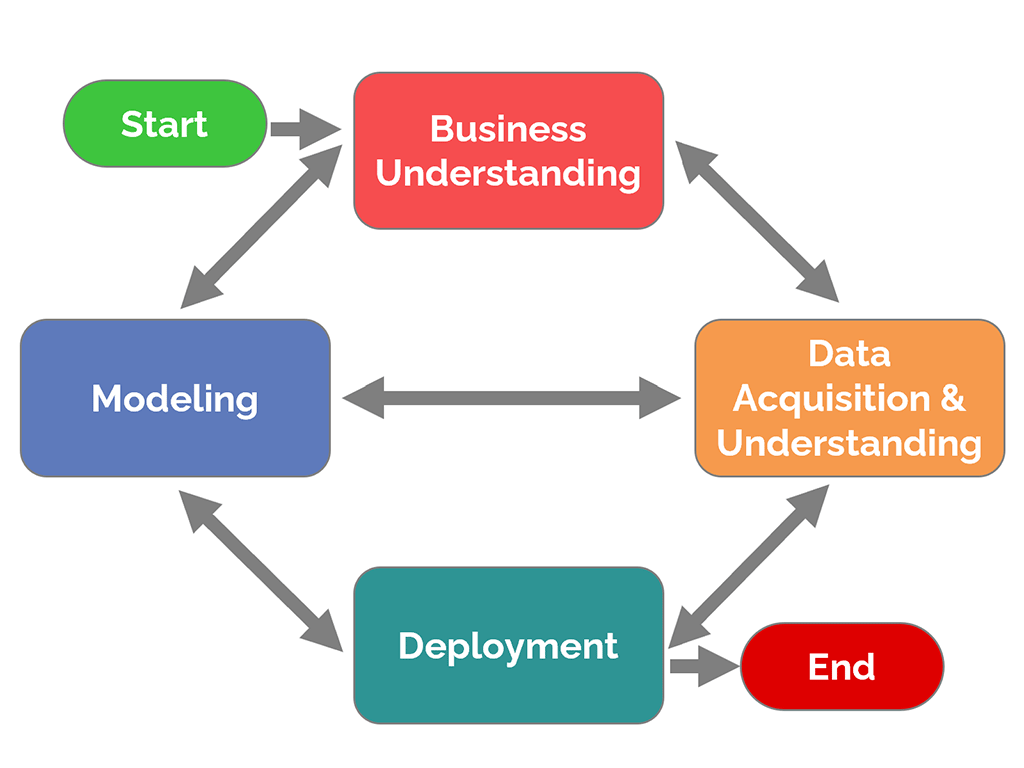 Start
Business
Understanding
Modeling
Data
Acquisition &
Understanding
Deployment
End